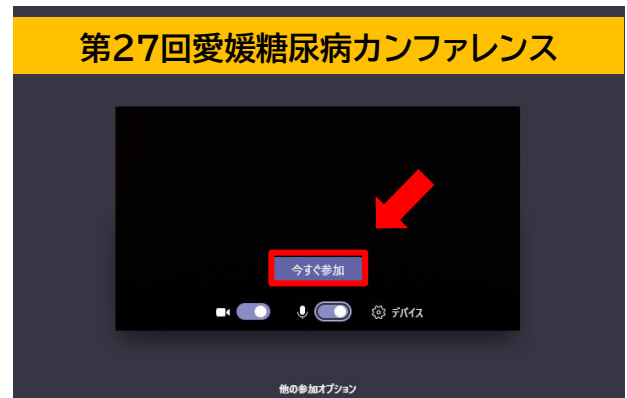 第27回愛媛糖尿病カンファレンス
今すぐ参加
デバイス
他の参加オプション